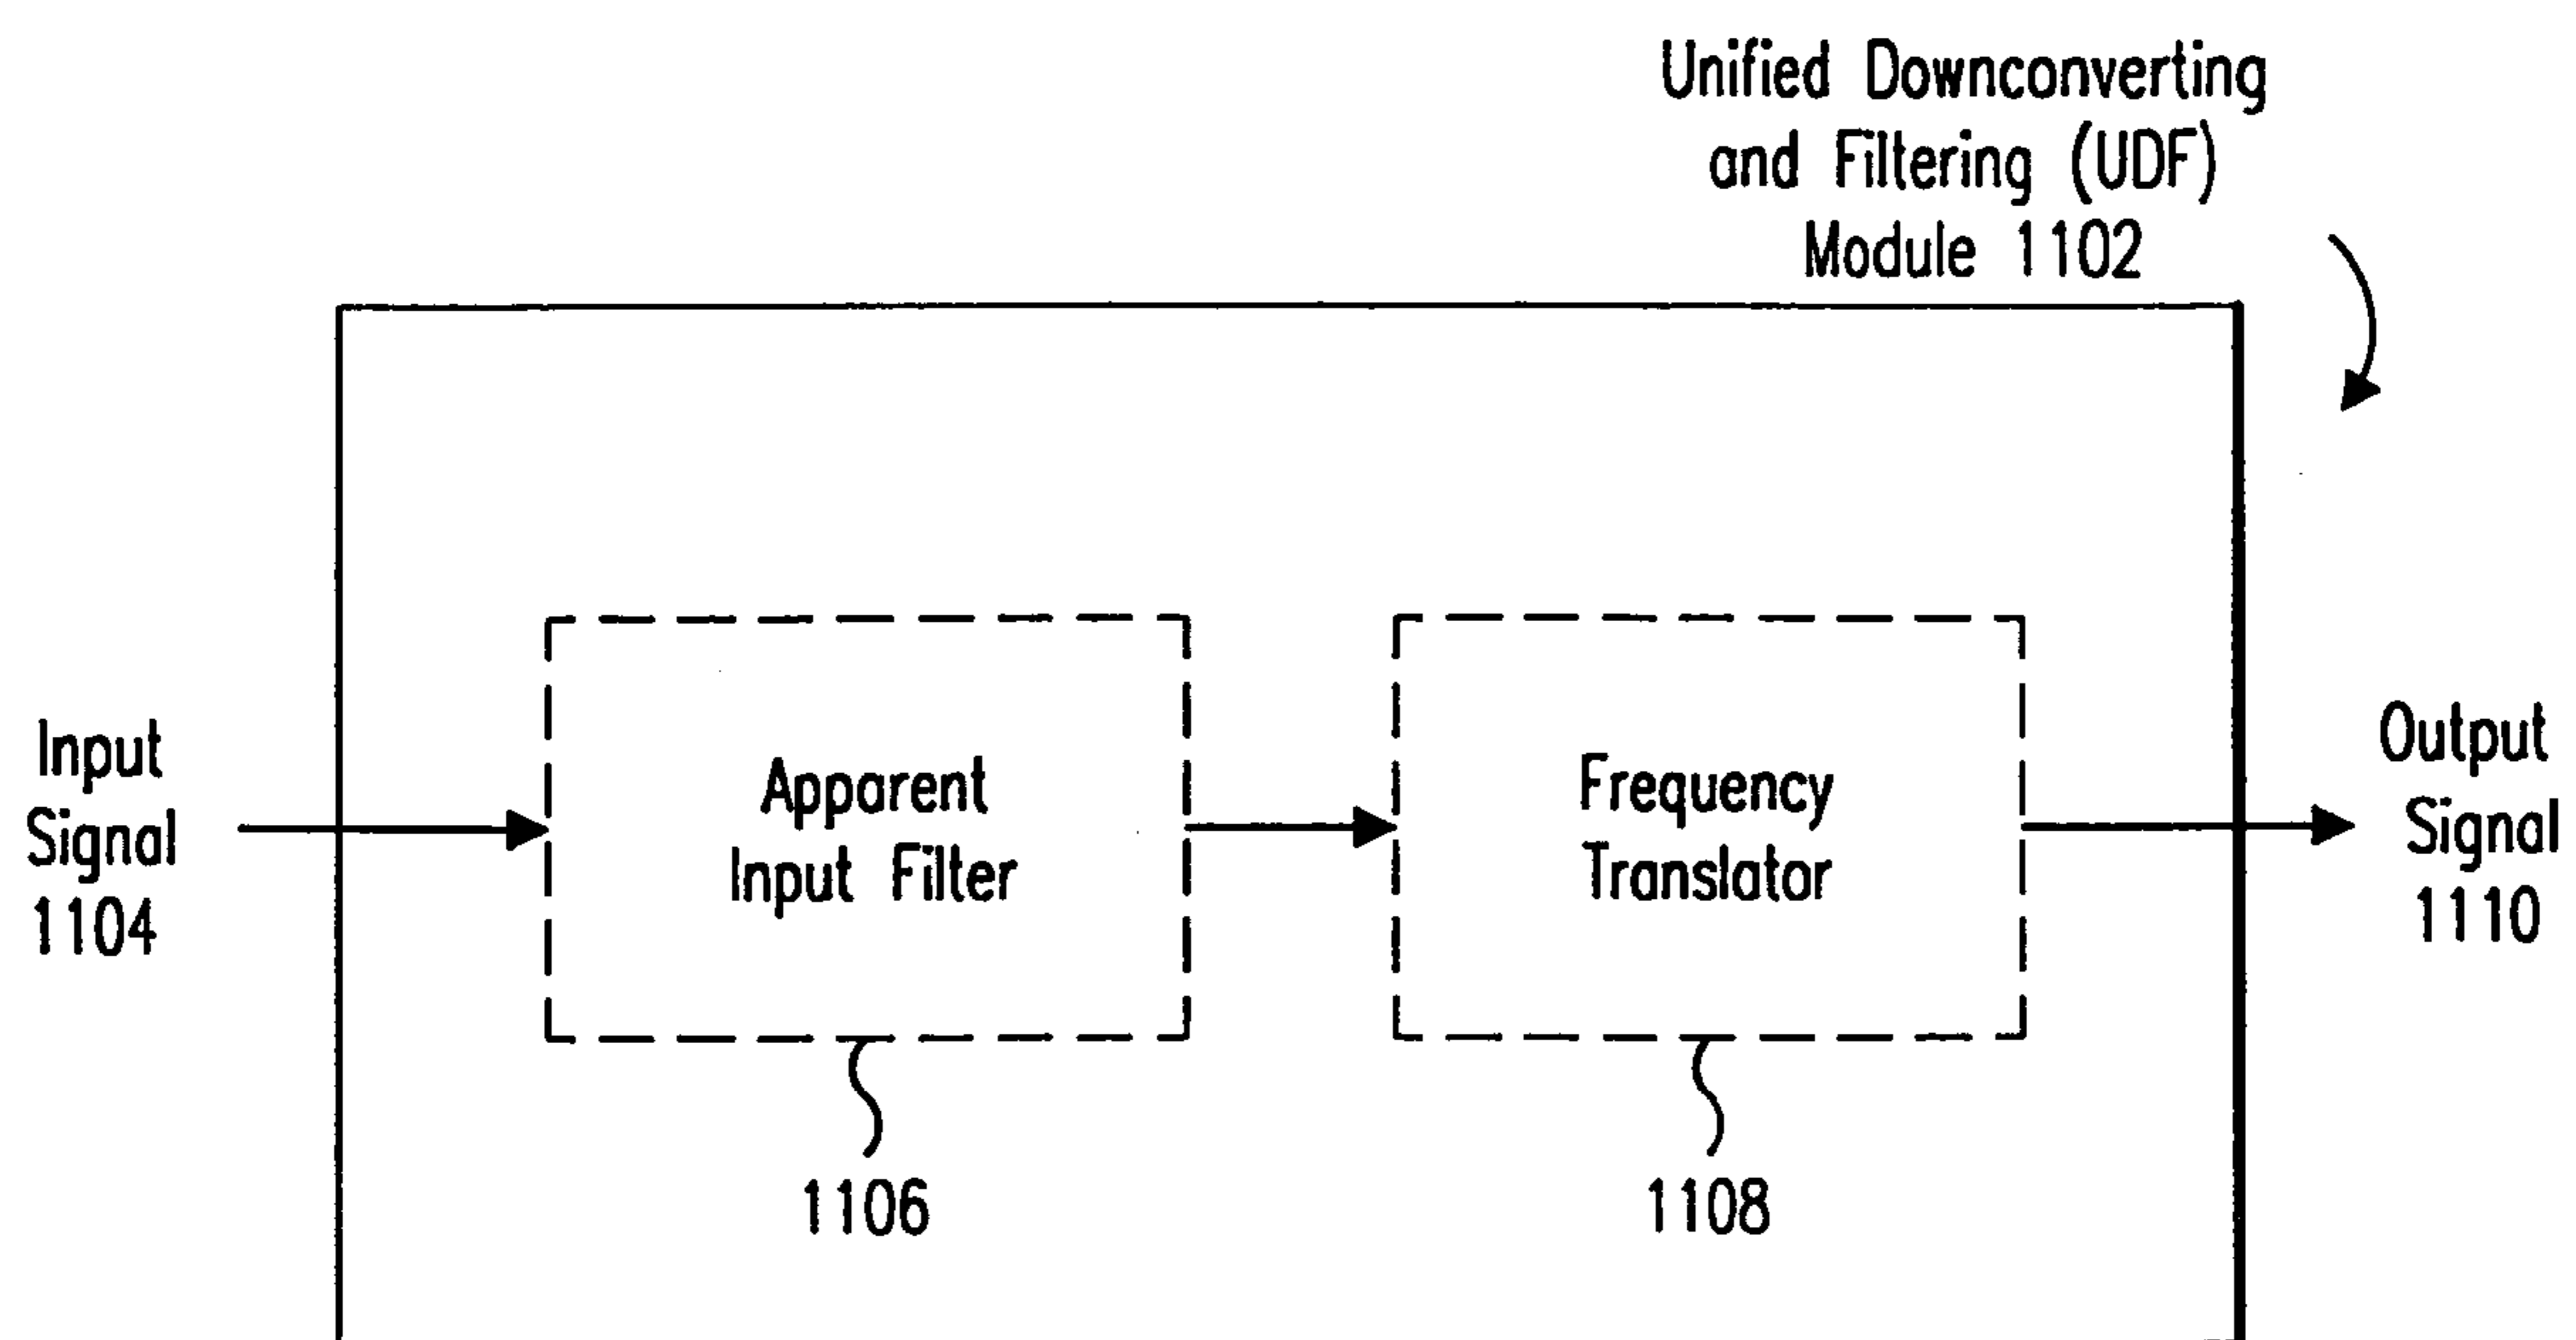 Unified Downconverting
and Filtering (UDF)
Module 1102
Input
Signal
1104
Apparent
Input Filter
1106
Frequency
Translator
1108
Output
Signal
1110